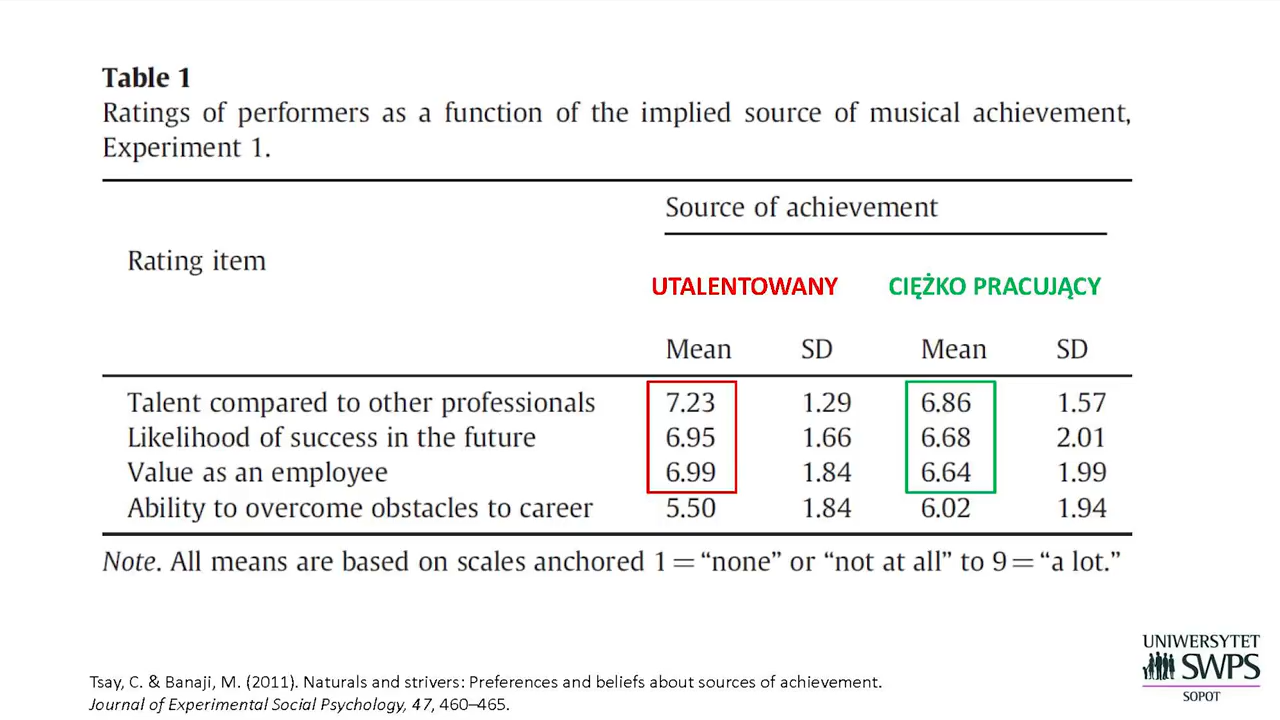 Table 1
Ratings of performers as a function of the implied source of musical achievement,
Experiment 1.
Source of achievement
Rating item
UTALENTOWANY CIĘŻKO PRACUJĄCY
Mean SD Mean SD
Talent compared to other professionals 7.23 1.29 6.86 1.57
Likelihood of success in the future 6.95 1.66 6.68 2.01
Value as an employee 6.99 1.84 6.64 1.99
Ability to overcome obstacles to career 5.50 1.84 6.02 1.94
Note. All means are based on scales anchored 1=“none” or “not at all” to 9=“a lot.”
UNIWERSYTET
SWPS
SOPOT
Tsay, C. & Banaji, M. (2011). Naturals and strivers: Preferences and beliefs about sources of achievement.
Journal of Experimental Social Psychology, 47, 460–465.